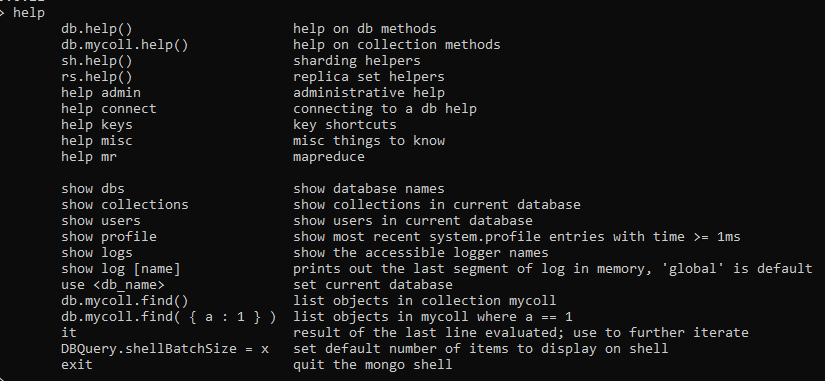 > help
db.help() help on db methods
db.mycoll.help() help on collection methods
sh.help() sharding helpers
rs.help() replica set helpers
help admin administrative help
help connect connecting to a db help
help keys key shortcuts
help misc misc things to know
help mr mapreduce
show dbs show database names
show collections show collections in current database
show users show users in current database
show profile show most recent system.profile entries with time >= 1ms
show logs show the accessible logger names
show log [name] prints out the last segment of log in memory, 'global' is default
use <db_name> set current database
db.mycoll.find() list objects in collection mycoll
db.mycoll.find( { a : 1 } ) list objects in mycoll where a == 1
it result of the last line evaluated; use to further iterate
DBQuery.shellBatchSize = x set default number of items to display on shell
exit quit the mongo shell